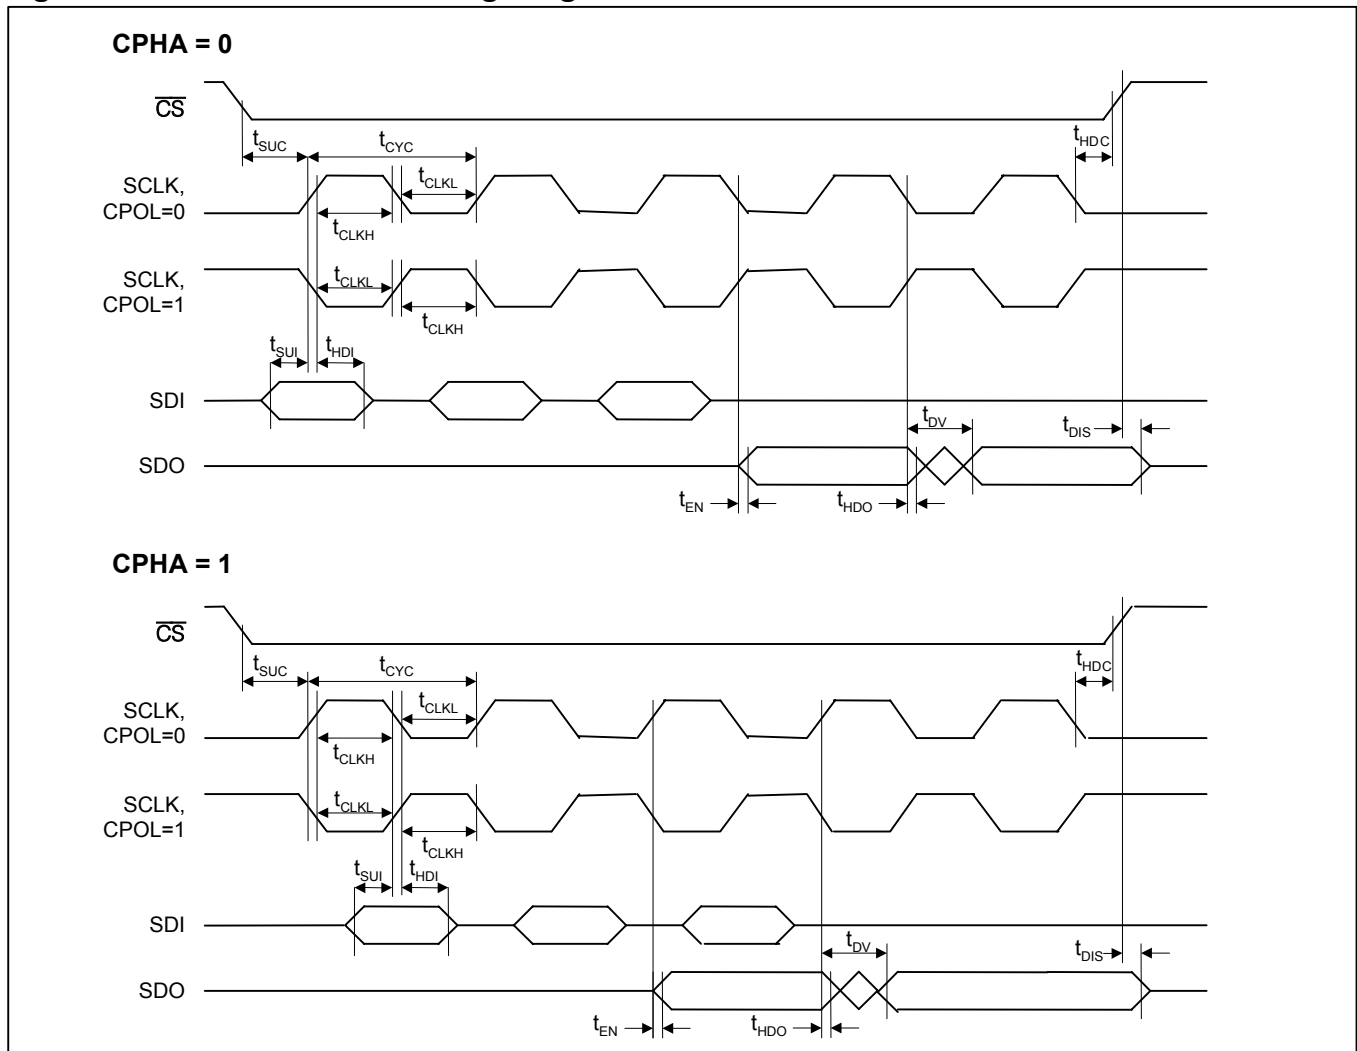 CPHA = 0
CS
tSUC
tCYC
tHDC
tCLKL
SCLK,
CPOL=0
tCLKH
SCLK,
CPOL=1
tCLKL
tCLKH
tSUI
tHDI
SDI
tDV
tDIS
SDO
tEN
tHDO
CPHA = 1
CS
tSUC
tCYC
tHDC
tCLKL
SCLK,
CPOL=0
tCLKH
SCLK,
CPOL=1
tCLKL
tCLKH
tSUI
tHDI
SDI
tDV
tDIS
SDO
tEN
tHDO